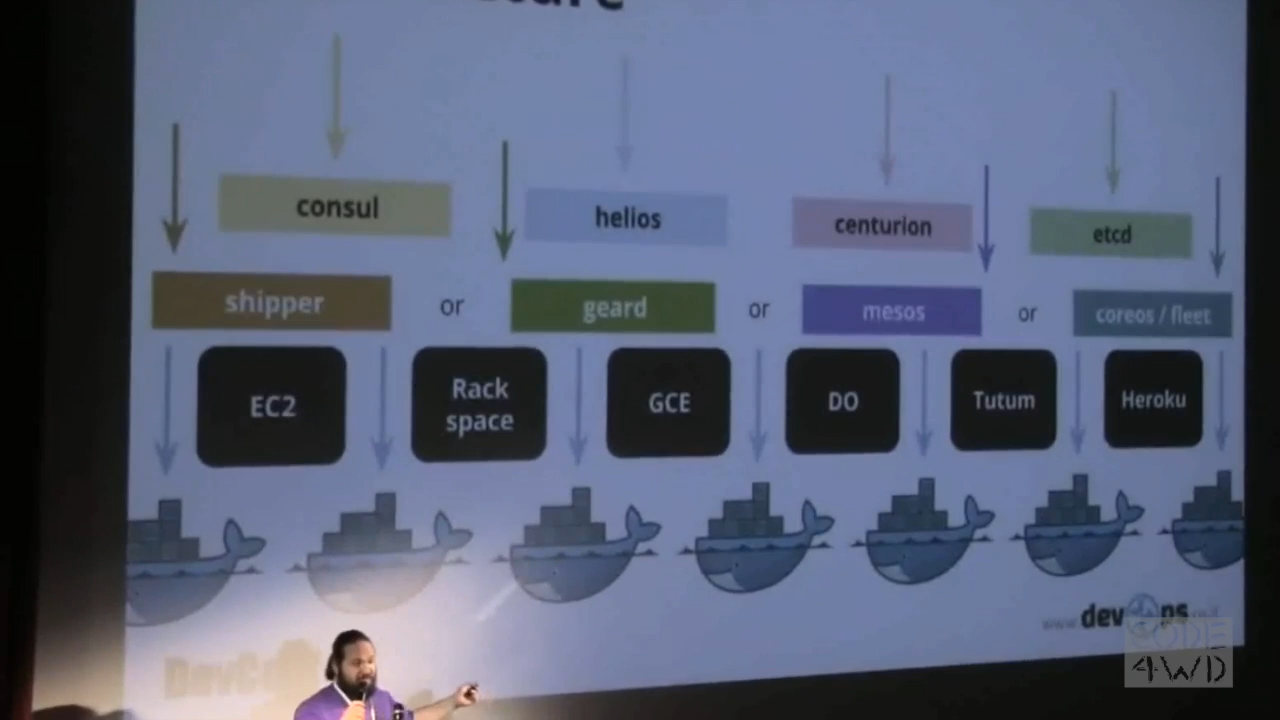 consul
helios
centurion
etcd
shipper or geard or mesos or coreos / fleet
EC2
Rack
space
GCE
DO
Tutum
Heroku
www.
CODE
4WD